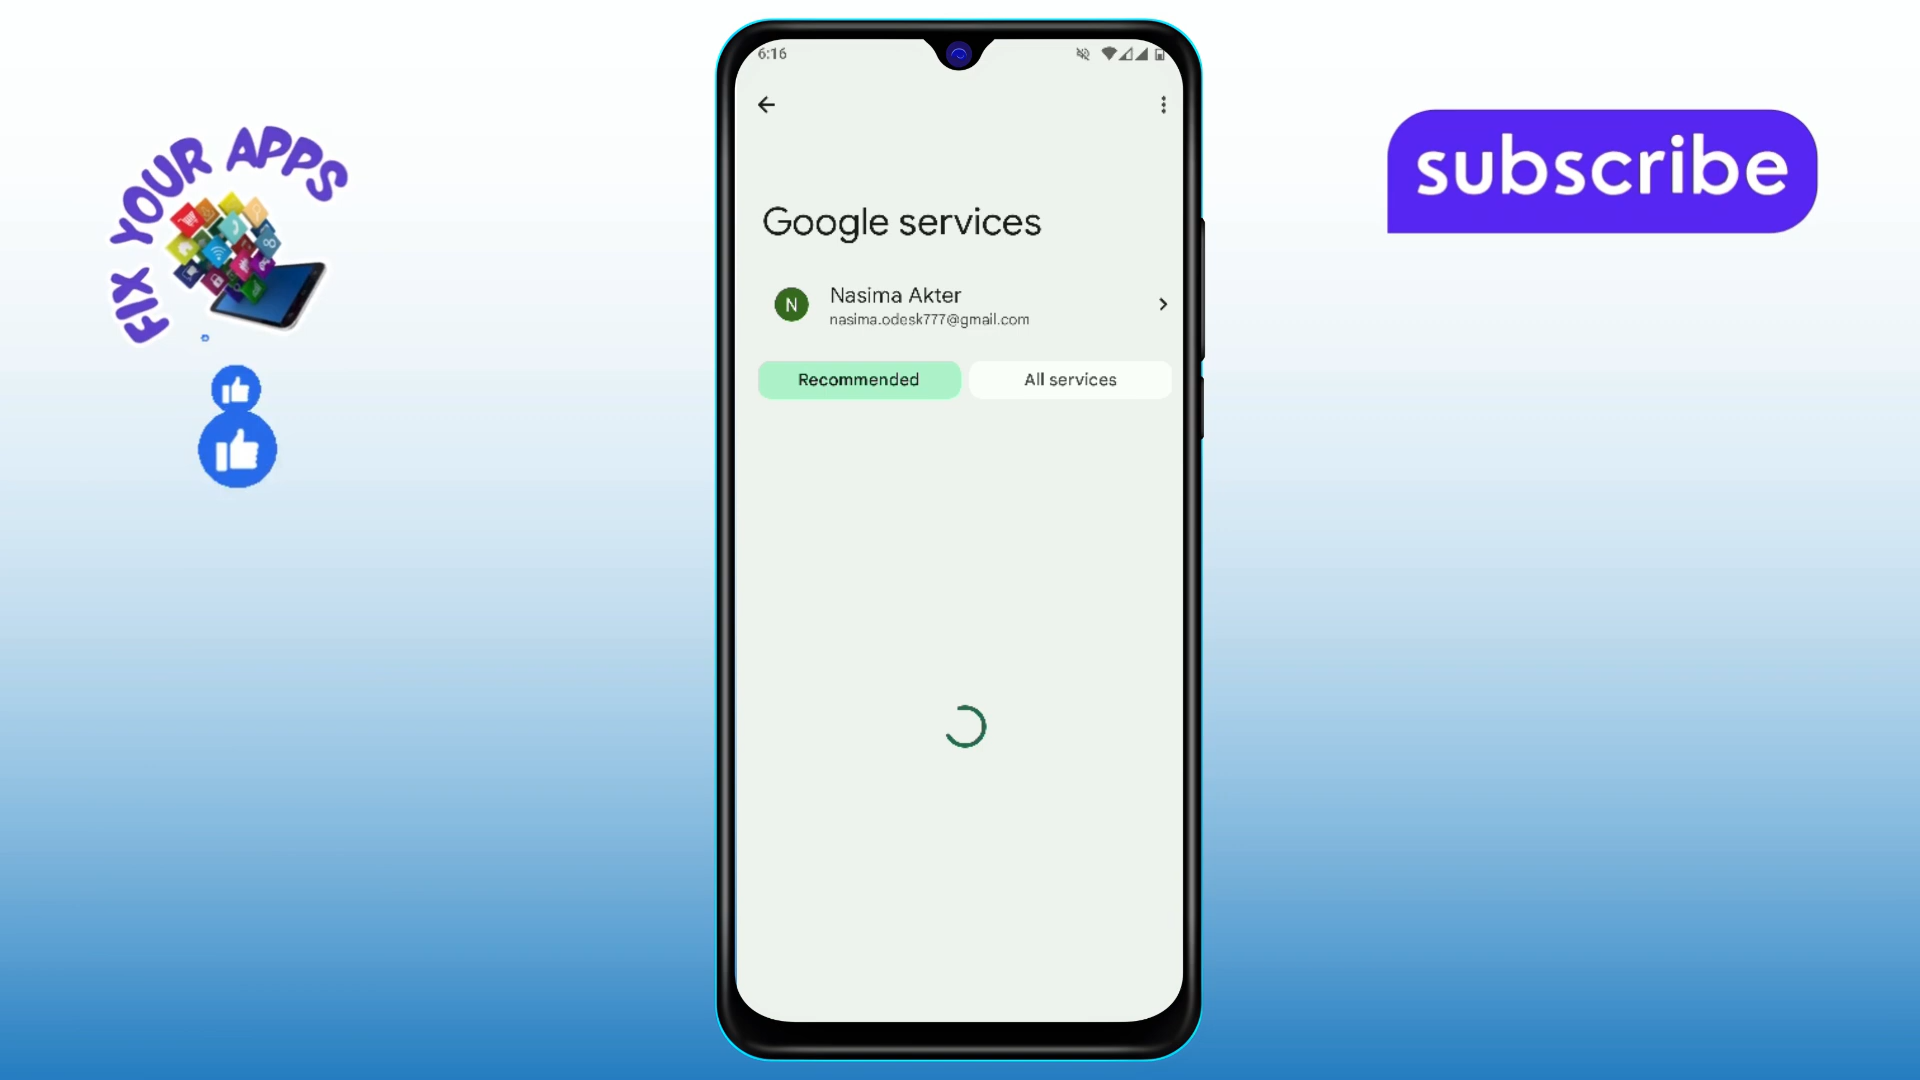 FIX YOUR APPS
subscribe
6:16
Google services
N
Nasima Akter
nasima.odesk777@gmail.com
Recommended
All services